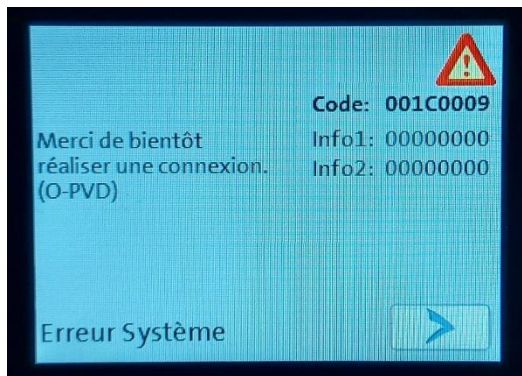 Code: 001C0009
Merci de bientôt
Info1: 00000000
réaliser une connexion.
Info2: 00000000
(O-PVD)
Erreur Système